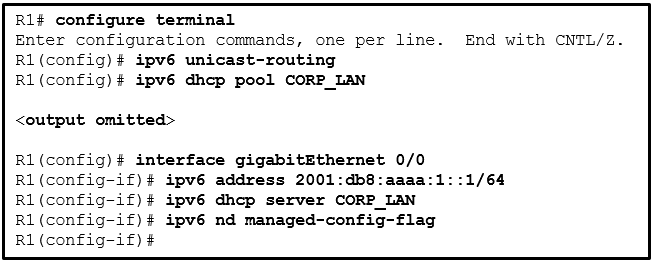 R1# configure terminal
Enter configuration commands, one per line.  End with CNTL/Z.
R1(config)# ipv6 unicast-routing
R1(config)# ipv6 dhcp pool CORP_LAN
<output omitted>
R1(config)# interface gigabitEthernet 0/0
R1(config-if)# ipv6 address 2001:db8:aaaa:1::1/64
R1(config-if)# ipv6 dhcp server CORP_LAN
R1(config-if)# ipv6 nd managed-config-flag
R1(config-if)#